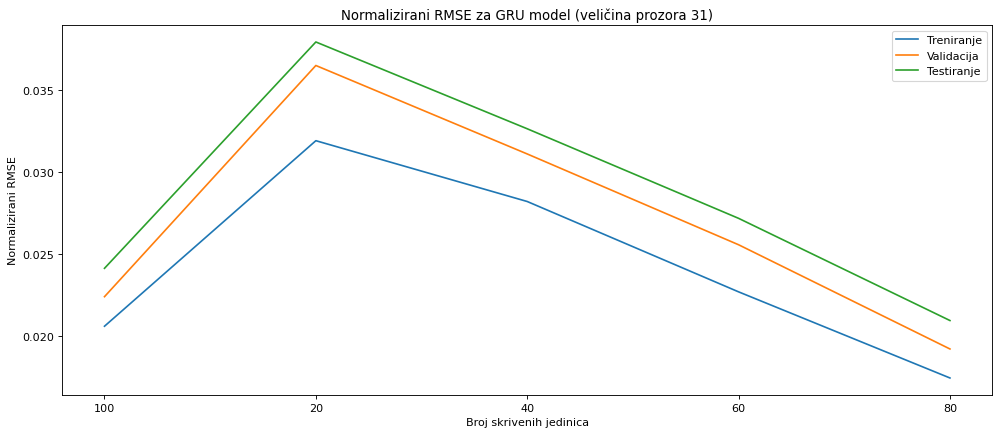 Normalizirani RMSE za GRU model (veličina prozora 31)
Treniranje
Validacija
Testiranje
Normalizirani RMSE
0.035
0.030
0.025
0.020
100 20 40 60 80
Broj skrivenih jedinica